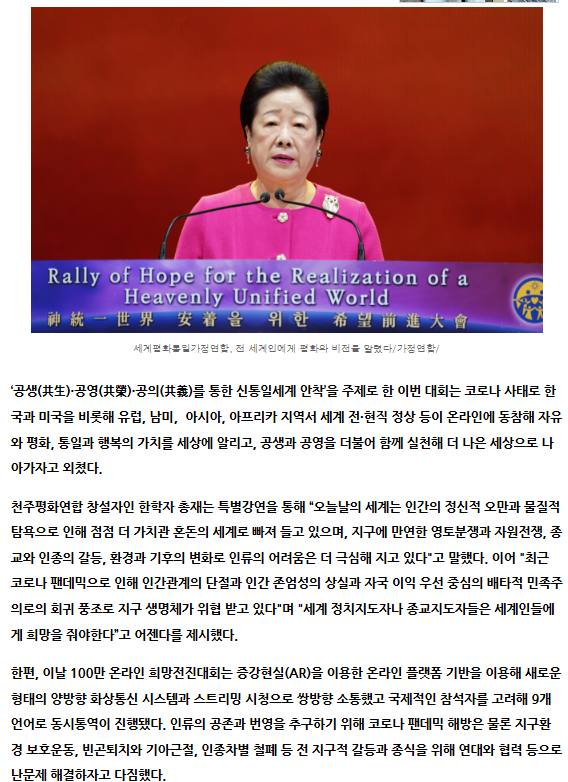 Rally of Hope for the Realization of a
Heavenly Unified World
神統一世界 安着을 위한 希望前進大會
세계평화통일가정연합, 전 세계인에게 평화와 비전을 알렸다/가정연합/
‘공생(共生)·공영(共榮)·공의(共義)를 통한 신통일세계 안착’을 주제로 한 이번 대회는 코로나 사태로 한
국과 미국을 비롯해 유럽, 남미, 아시아, 아프리카 지역서 세계 전·현직 정상 등이 온라인에 동참해 자유
와 평화, 통일과 행복의 가치를 세상에 알리고, 공생과 공영을 더불어 함께 실천해 더 나은 세상으로 나
아가자고 외쳤다.
천주평화연합 창설자인 한학자 총재는 특별강연을 통해 “오늘날의 세계는 인간의 정신적 오만과 물질적
탐욕으로 인해 점점 더 가치관 혼돈의 세계로 빠져 들고 있으며, 지구에 만연한 영토분쟁과 자원전쟁, 종
교와 인종의 갈등, 환경과 기후의 변화로 인류의 어려움은 더 극심해 지고 있다"고 말했다. 이어 "최근
코로나 팬데믹으로 인해 인간관계의 단절과 인간 존엄성의 상실과 자국 이익 우선 중심의 배타적 민족주
의로의 회귀 풍조로 지구 생명체가 위협 받고 있다"며 "세계 정치지도자나 종교지도자들은 세계인들에
게 희망을 줘야한다”고 어젠다를 제시했다.
한편, 이날 100만 온라인 희망전진대회는 증강현실(AR)을 이용한 온라인 플랫폼 기반을 이용해 새로운
형태의 양방향 화상통신 시스템과 스트리밍 시청으로 쌍방향 소통했고 국제적인 참석자를 고려해 9개
언어로 동시통역이 진행됐다. 인류의 공존과 번영을 추구하기 위해 코로나 팬데믹 해방은 물론 지구환
경 보호운동, 빈곤퇴치와 기아근절, 인종차별 철폐 등 전 지구적 갈등과 종식을 위해 연대와 협력 등으로
난문제 해결하자고 다짐했다.